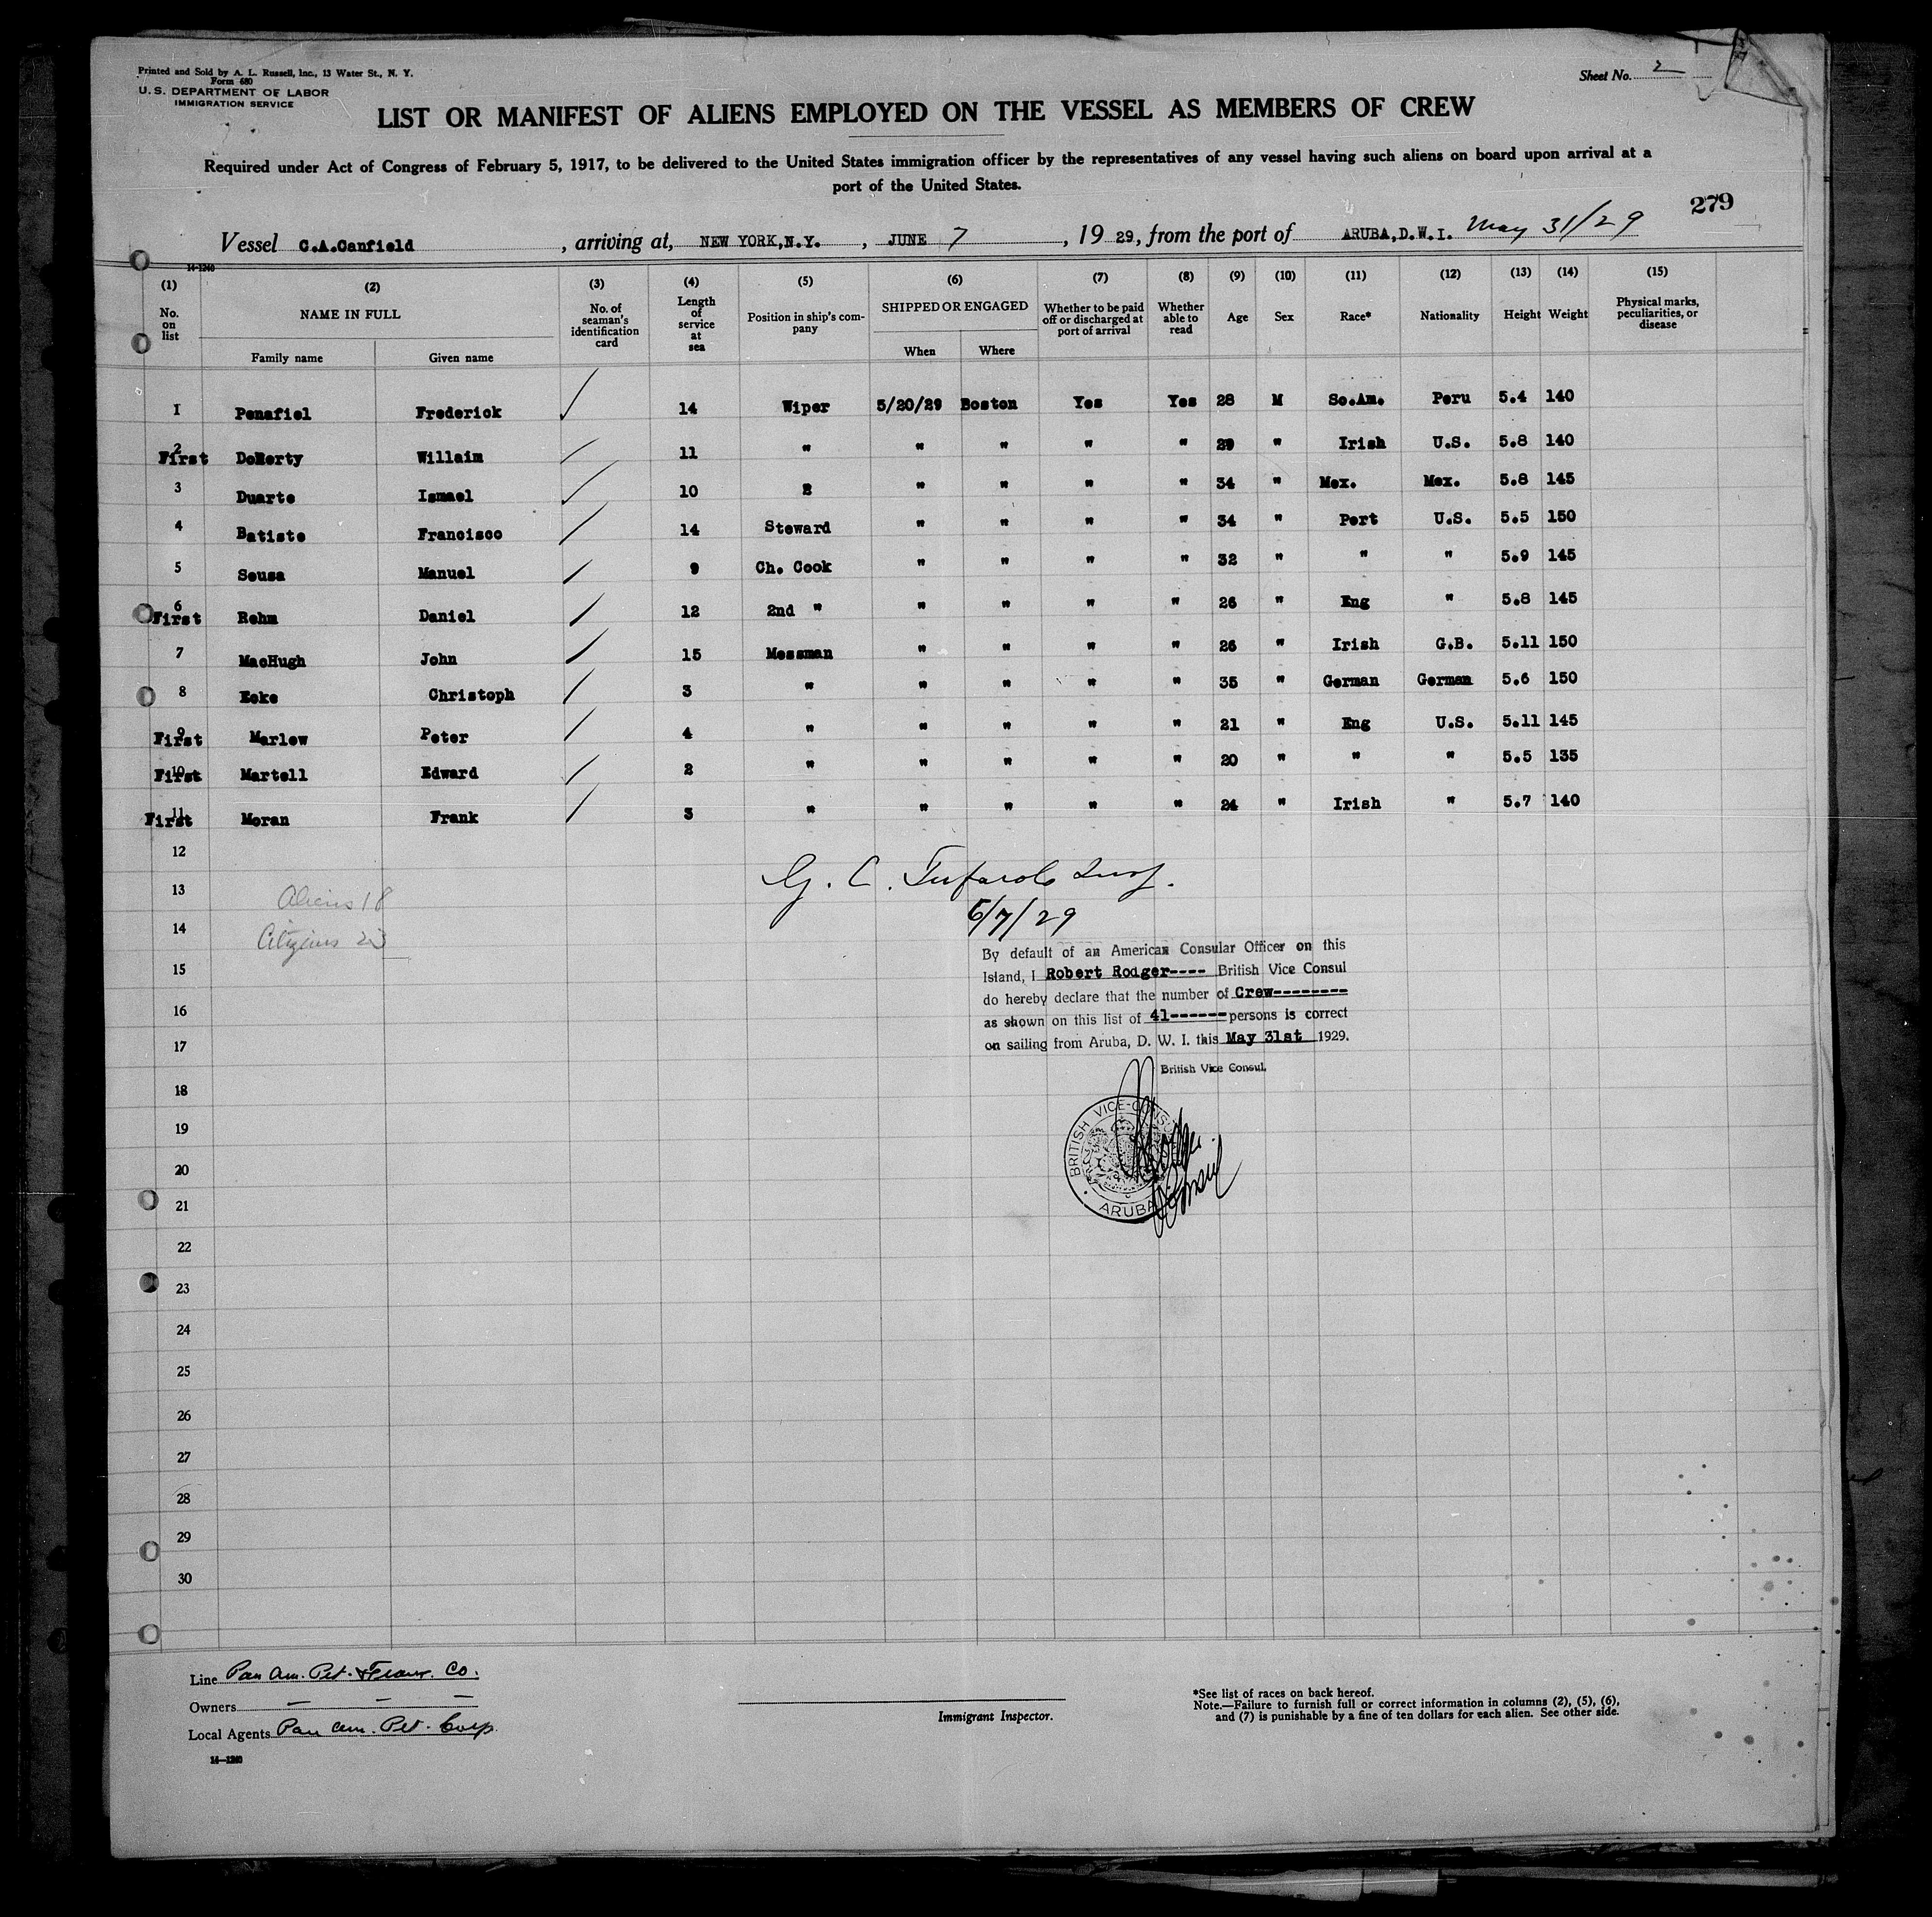 Printed and Sold by A. L. Russell, Inc., 13 Water St., N. Y.
Form 680
U. S. DEPARTMENT OF LABOR
IMMIGRATION SERVICE
Sheet No. 2
LIST OR MANIFEST OF ALIENS EMPLOYED ON THE VESSEL AS MEMBERS OF CREW
Required under Act of Congress of February 5, 1917, to be delivered to the United States immigration officer by the representatives of any vessel having such aliens on board upon arrival at a
port of the United States.
279
Vessel C.A.Canfield, arriving at, NEW YORK,N.Y., JUNE 7, 19 29, from the port of ARUBA,D.W.I. May 31/29
14-1240
(1) (2) (3) (4) (5) (6) (7) (8) (9) (10) (11) (12) (13) (14) (15)
No. on list NAME IN FULL Family name Given name No. of seaman's identification card Length of service at sea Position in ship's company SHIPPED OR ENGAGED When Where Whether to be paid off or discharged at port of arrival Whether able to read Age Sex Race* Nationality Height Weight Physical marks, peculiarities, or disease
1 Penafiel Frederick 14 Wiper 5/20/29 Boston Yes Yes 28 M So.Am. Peru 5.4 140
2 First DoHerty Willaim 11 " " " " " 29 " Irish U.S. 5.8 140
3 Duarte Ismael 10 " " " " 34 " Mex. Mex. 5.8 145
4 Batiste Francisco 14 Steward " " " " 34 " Port U.S. 5.5 150
5 Sousa Manuel 9 Ch. Cook " " " " 32 " " " 5.9 145
6 First Rehm Daniel 12 2nd " " " " " 26 " Eng " 5.8 145
7 MacHugh John 15 Messman " " " " 26 " Irish G.B. 5.11 150
8 Ecke Christoph 3 " " " " " 35 " German German 5.6 150
9 First Marlow Peter 4 " " " " " 21 " Eng U.S. 5.11 145
10 First Martell Edward 2 " " " " " 20 " " " 5.5 135
11 First Moran Frank 3 " " " " " 24 " Irish " 5.7 140
12
G. C.
13 Aliens 18
6/7/29
14 Citizens 23
By default of an American Consular Officer on this
15
Island, I Robert Rodger---- British Vice Consul
do hereby declare that the number of Crew--------
16
as shown on this list of 41------persons is correct
17
on sailing from Aruba, D. W. I. this May 31st 1929.
British Vice Consul.
18
BRITISH VICE-CONSUL
ARUBA
19
20
21
22
23
24
25
26
27
28
29
30
Line Pan Am. Pet. & Trans. Co.
Owners — — —
Local Agents Pan Am. Pet. Corp.
14—1240
Immigrant Inspector.
*See list of races on back hereof.
Note.—Failure to furnish full or correct information in columns (2), (5), (6),
and (7) is punishable by a fine of ten dollars for each alien. See other side.